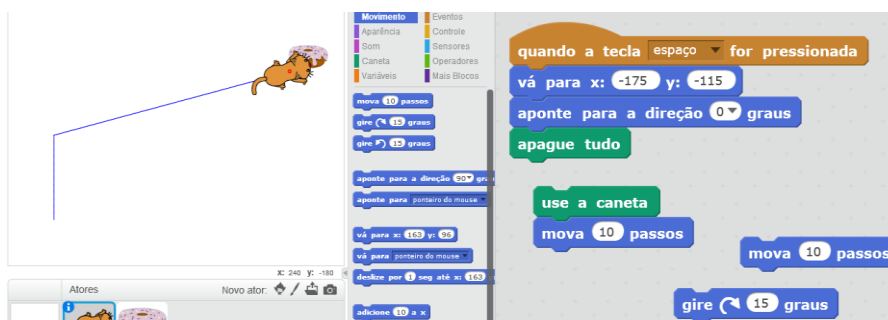 Movimento
Eventos
Aparência
Controle
Som
Sensores
Caneta
Operadores
Variáveis
Mais Blocos
mova 10 passos
gire 15 graus
gire 15 graus
aponte para a direção 90 gra
aponte para ponteiro do mouse
vá para x: 163 y: 96
vá para ponteiro do mouse
deslize por 1 seg até x: 163
adicione 10 a x
x: 240 y: -180
Atores
Novo ator:
quando a tecla espaço for pressionada
vá para x: -175 y: -115
aponte para a direção 0 graus
apague tudo
use a caneta
mova 10 passos
mova 10 passos
gire 15 graus